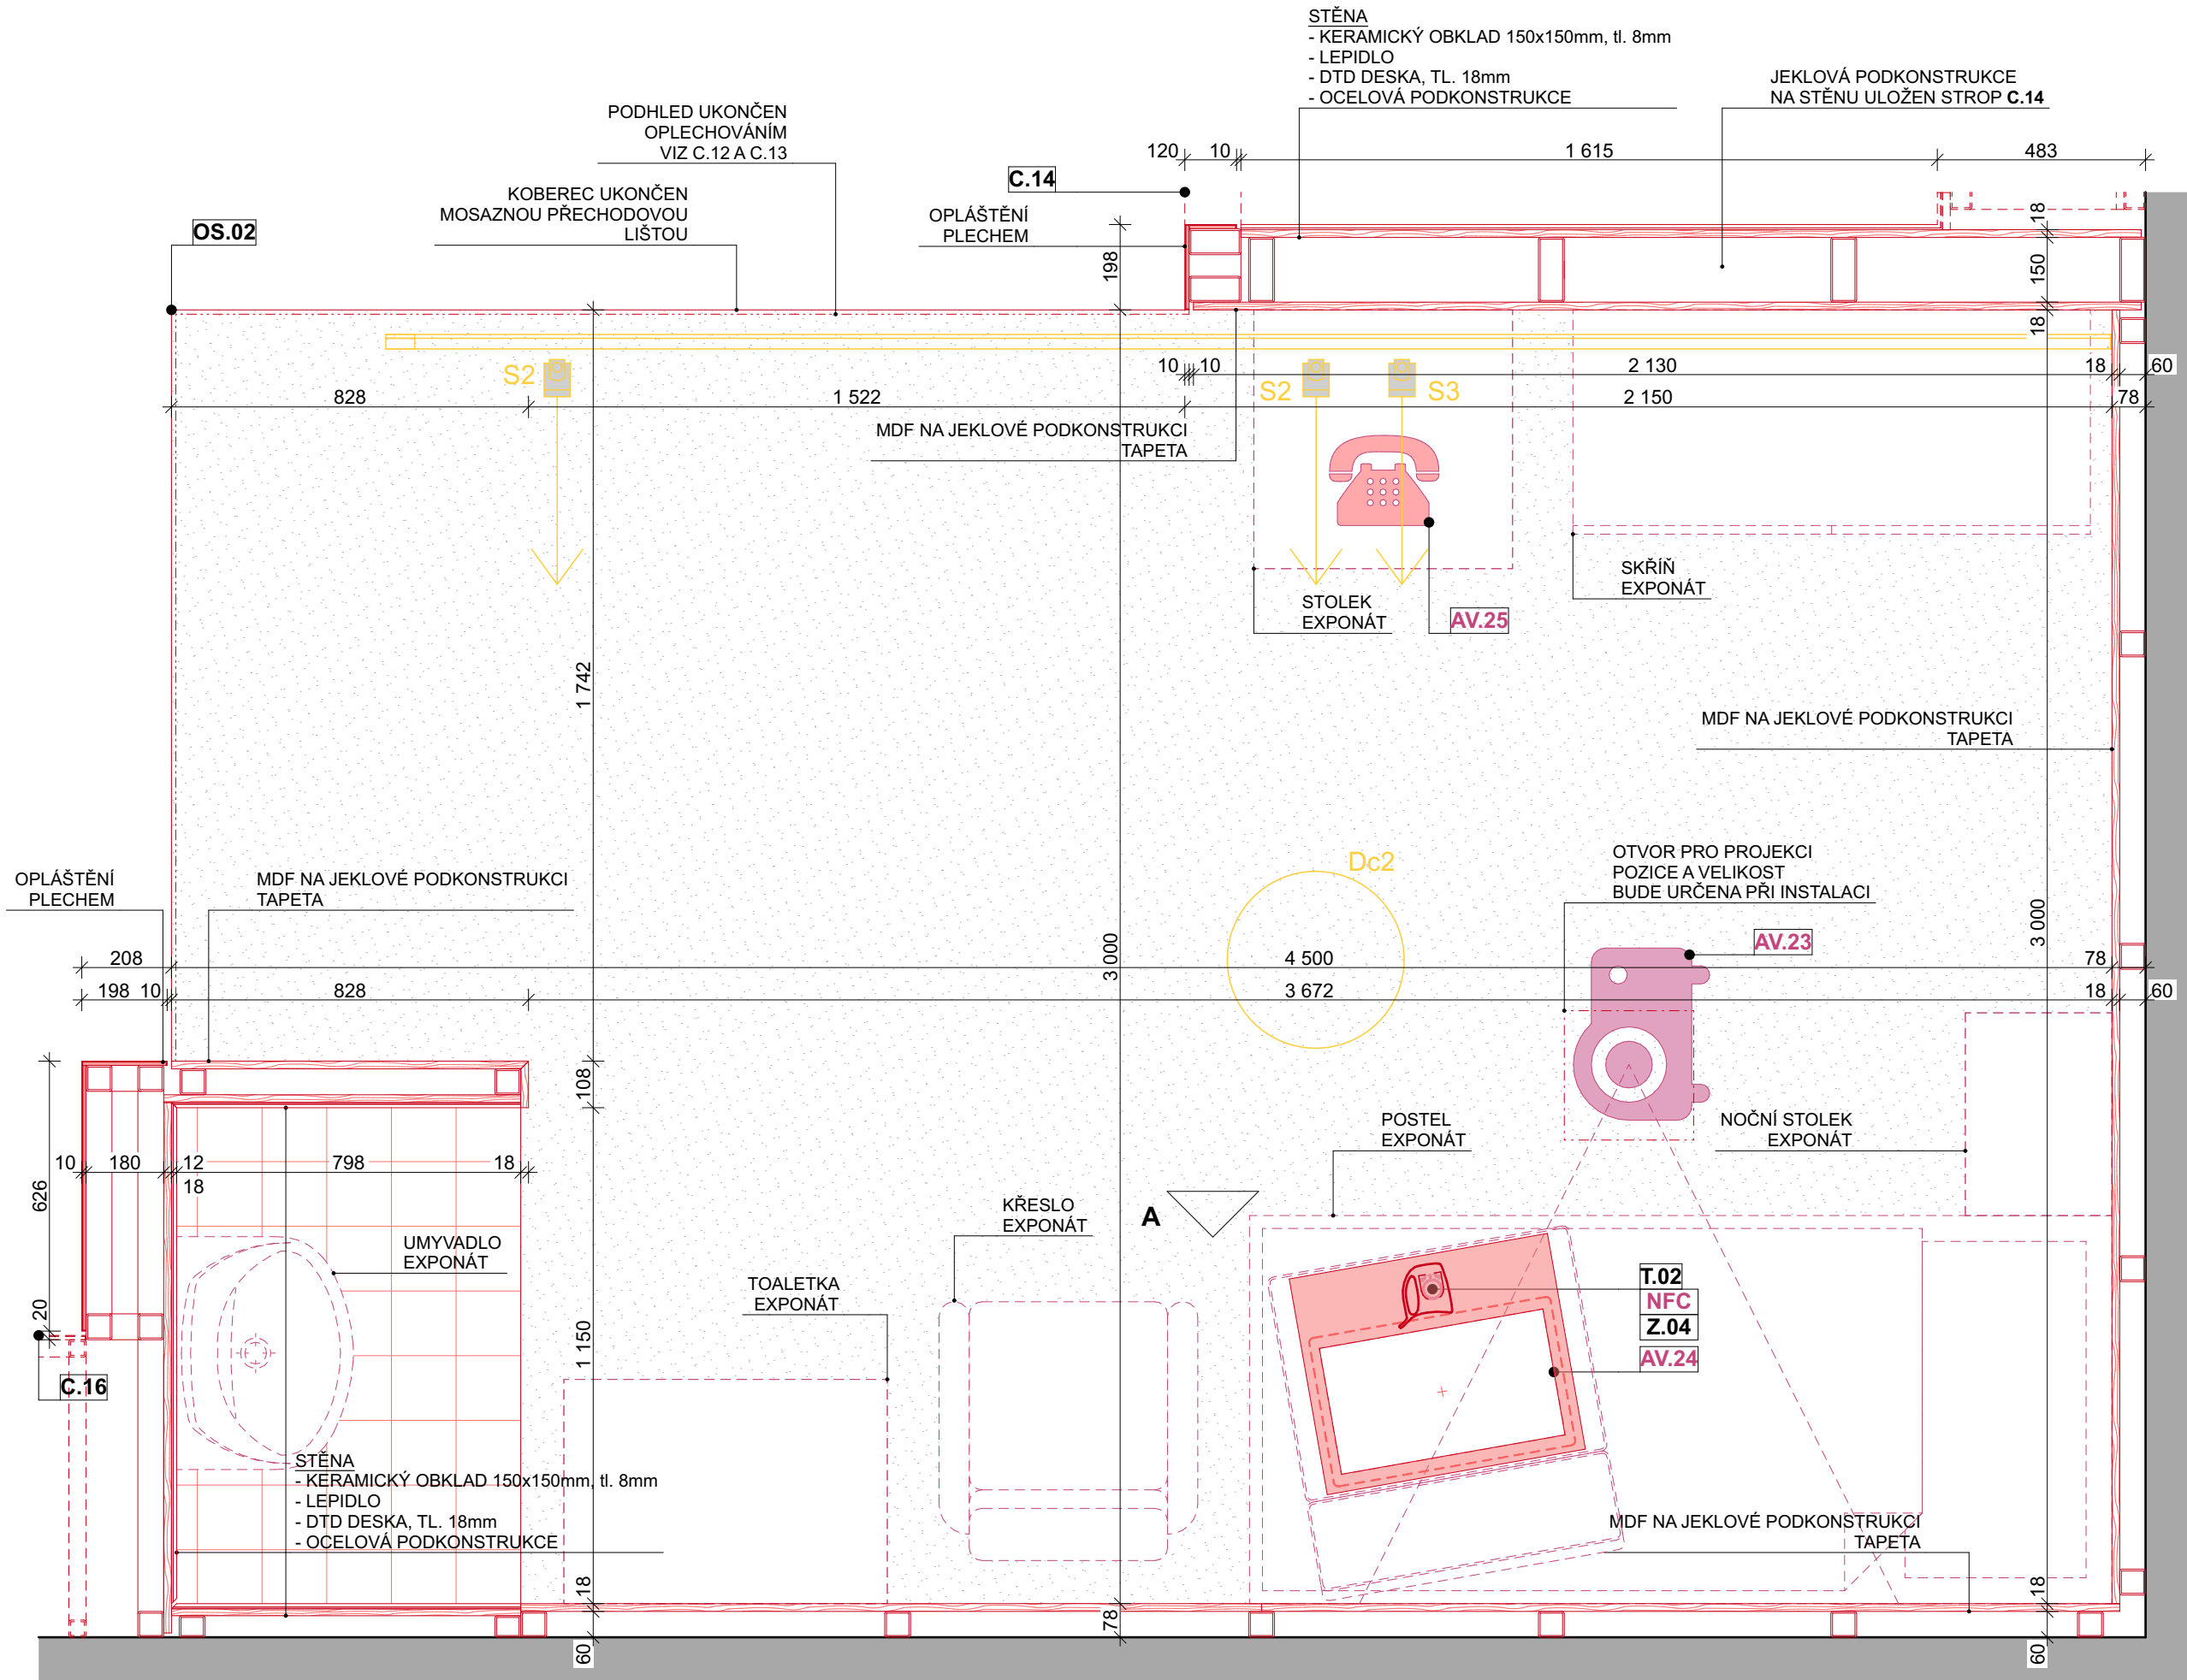 STĚNA
- KERAMICKÝ OBKLAD 150x150mm, tl. 8mm
- LEPIDLO
- DTD DESKA, TL. 18mm
- OCELOVÁ PODKONSTRUKCE
JEKLOVÁ PODKONSTRUKCE
NA STĚNU ULOŽEN STROP C.14
PODHLED UKONČEN
OPLECHOVÁNÍM
VIZ C.12 A C.13
120 10 1 615 483
C.14
KOBEREC UKONČEN
MOSAZNOU PŘECHODOVOU
LIŠTOU
OPLÁŠTĚNÍ
PLECHEM
OS.02
198
18
150
18
S2
10 10 2 130 18 60
S2
S3
828 1 522 2 150 78
MDF NA JEKLOVÉ PODKONSTRUKCI
TAPETA
SKŘÍŇ
EXPONÁT
STOLEK
EXPONÁT
AV.25
1 742
MDF NA JEKLOVÉ PODKONSTRUKCI
TAPETA
Dc2
OTVOR PRO PROJEKCI
POZICE A VELIKOST
BUDE URČENA PŘI INSTALACI
OPLÁŠTĚNÍ
PLECHEM
MDF NA JEKLOVÉ PODKONSTRUKCI
TAPETA
3 000
3 000
AV.23
208 4 500 78
198 10 828 3 672 18 60
108
POSTEL
EXPONÁT
NOČNÍ STOLEK
EXPONÁT
10 180 12 798 18
18
626
KŘESLO
EXPONÁT
A
UMYVADLO
EXPONÁT
TOALETKA
EXPONÁT
T.02
NFC
Z.04
AV.24
20
1 150
C.16
STĚNA
- KERAMICKÝ OBKLAD 150x150mm, tl. 8mm
- LEPIDLO
- DTD DESKA, TL. 18mm
- OCELOVÁ PODKONSTRUKCE
MDF NA JEKLOVÉ PODKONSTRUKCI
TAPETA
18
18
78
60
60